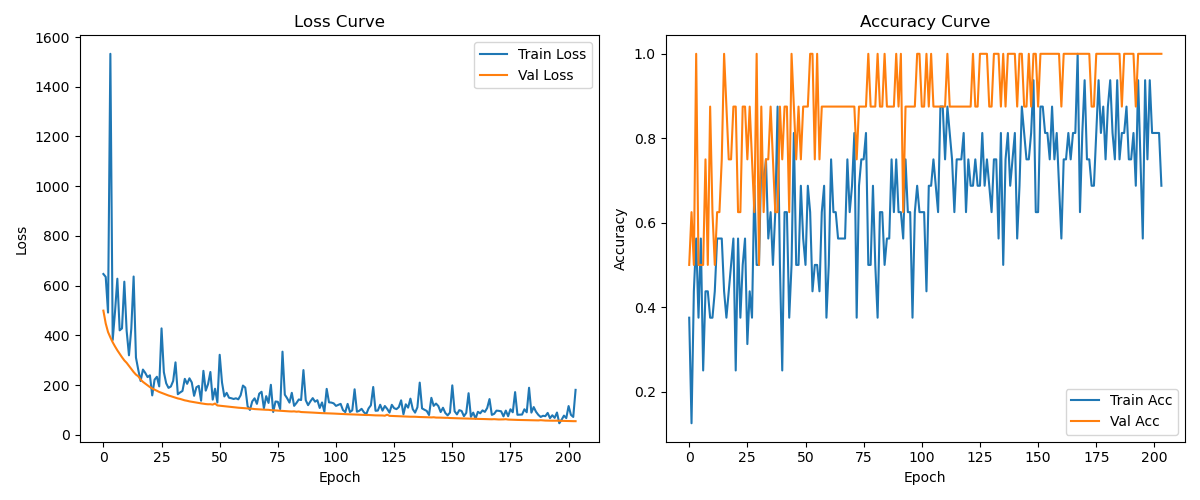 Loss Curve
Loss
1600
1400
1200
1000
800
600
400
200
0
0 25 50 75 100 125 150 175 200
Epoch
Train Loss
Val Loss
Accuracy Curve
Accuracy
1.0
0.8
0.6
0.4
0.2
0 25 50 75 100 125 150 175 200
Epoch
Train Acc
Val Acc